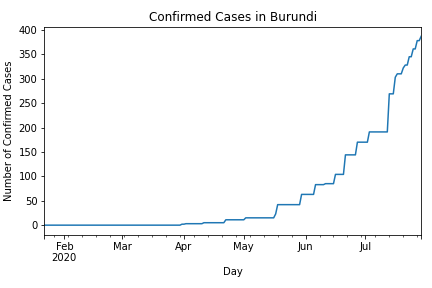 Confirmed Cases in Burundi
Number of Confirmed Cases
400
350
300
250
200
150
100
50
0
Feb Mar Apr May Jun Jul
2020
Day